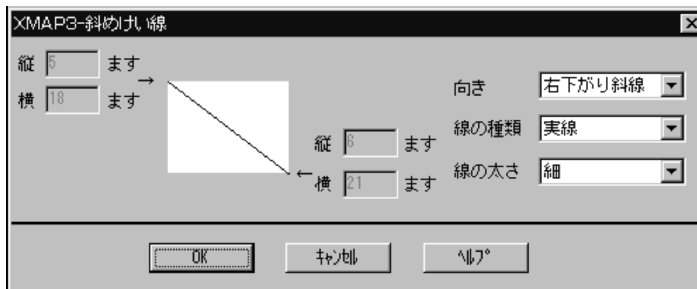 XMAP3-斜めけい線
縦 5 ます
→
横 18 ます
縦 6 ます
←
横 21 ます
向き 右下がり斜線
線の種類 実線
線の太さ 細
OK ｷｬﾝｾﾙ ﾍﾙﾌﾟ